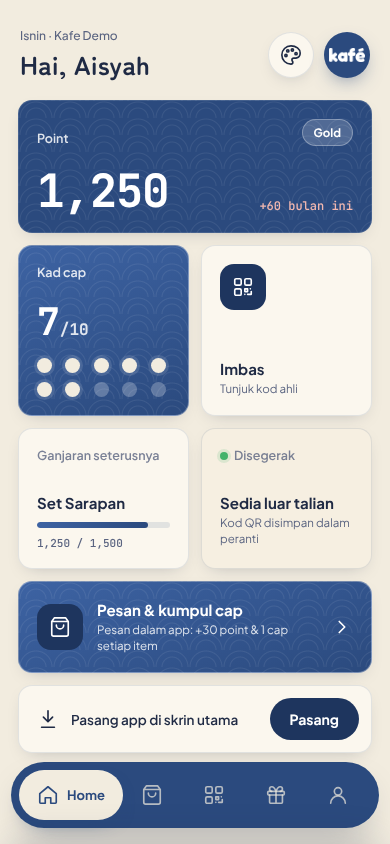 Isnin · Kafe Demo
Hai, Aisyah
kafé
Point
Gold
1,250
+60 bulan ini
Kad cap
7/10
Imbas
Tunjuk kod ahli
Ganjaran seterusnya
Set Sarapan
1,250 / 1,500
Disegerak
Sedia luar talian
Kod QR disimpan dalam
peranti
Pesan & kumpul cap
Pesan dalam app: +30 point & 1 cap
setiap item
Pasang app di skrin utama
Pasang
Home